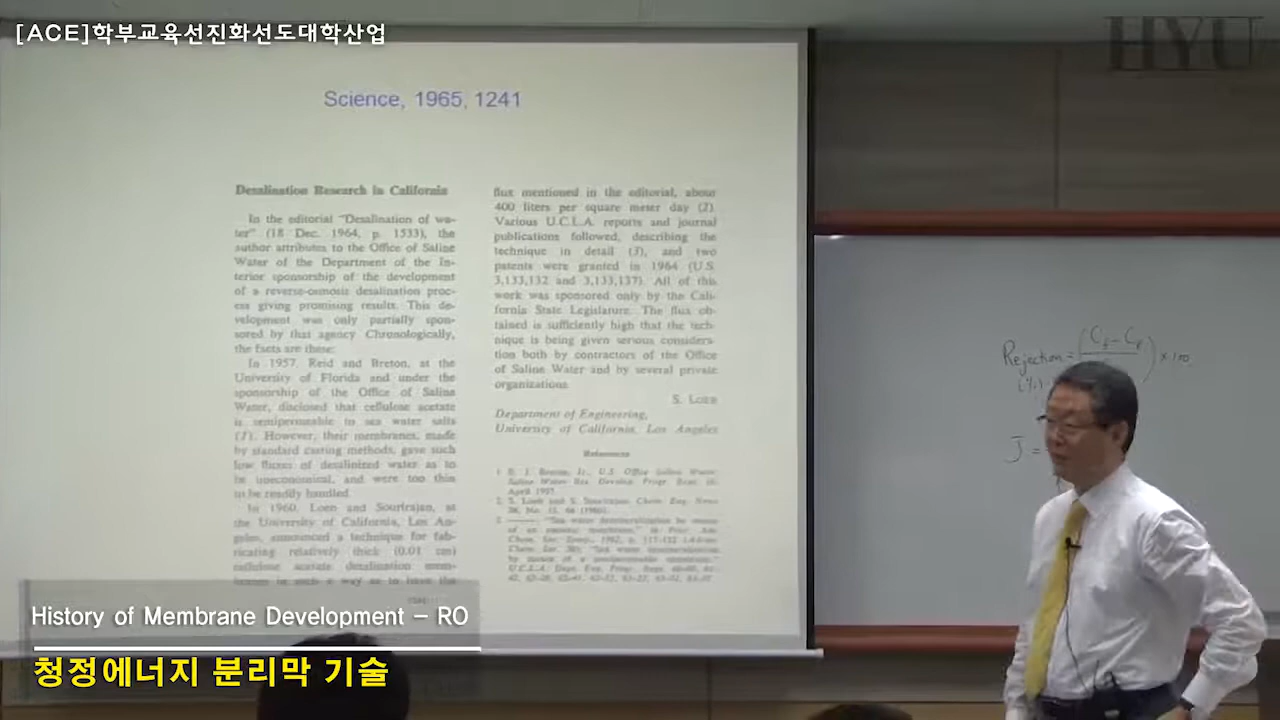 [ACE]학부교육선진화선도대학산업
HYU
Science, 1965, 1241
Desalination Research in California
In the editorial "Desalination of wa-
ter" (18 Dec. 1964, p. 1533), the
author attributes to the Office of Saline
Water of the Department of the In-
terior sponsorship of the development
of a reverse-osmosis desalination proc-
ess giving promising results. This de-
velopment was only partially spon-
sored by that agency Chronologically,
the facts are these:
In 1957, Reid and Breton, at the
University of Florida and under the
sponsorship of the Office of Saline
Water, disclosed that cellulose acetate
is semipermeable to sea water salts
(1). However, their membranes, made
by standard casting methods, gave such
low fluxes of desalinized water as to
be uneconomical, and were too thin
to be readily handled.
In 1960, Loeb and Sourirajan, at
the University of California, Los An-
geles, announced a technique for fab-
ricating relatively thick (0.01 cm)
cellulose acetate desalination mem-
branes in such a way as to have the
flux mentioned in the editorial, about
400 liters per square meter day (2).
Various U.C.L.A. reports and journal
publications followed, describing the
technique in detail (3), and two
patents were granted in 1964 (U.S.
3,133,132 and 3,133,137). All of this
work was sponsored only by the Cali-
fornia State Legislature. The flux ob-
tained is sufficiently high that the tech-
nique is being given serious considera-
tion both by contractors of the Office
of Saline Water and by several private
organizations.
S. Loeb
Department of Engineering,
University of California, Los Angeles
References
April 1957.
Rejection = ( ) × 100
(%)
J =
History of Membrane Development - RO
청정에너지 분리막 기술